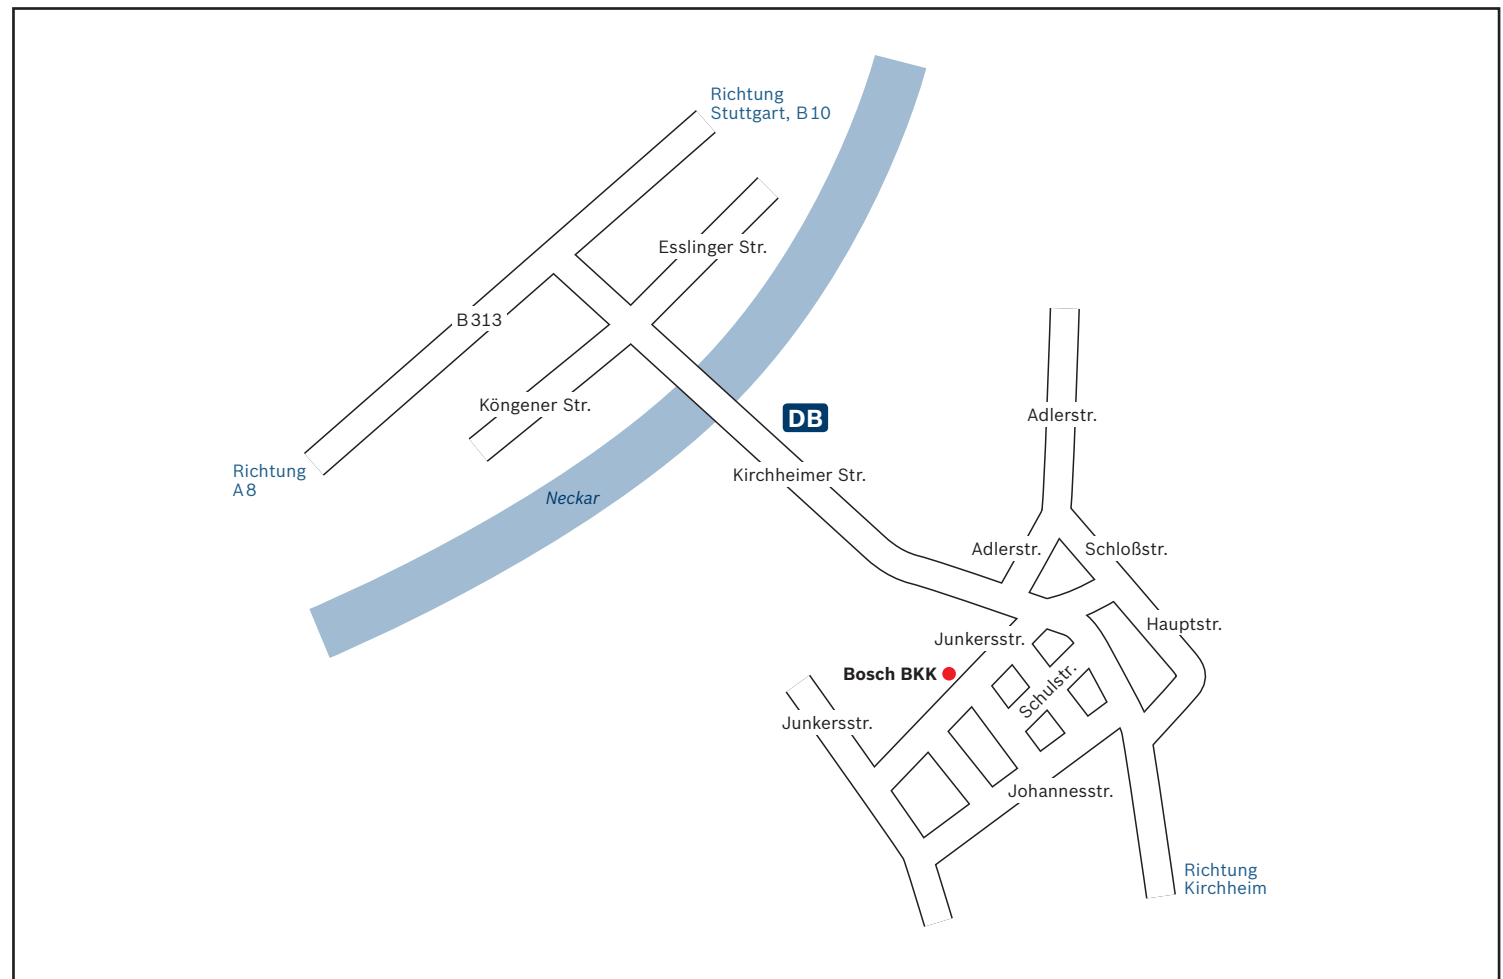 Richtung
Stuttgart, B10
Esslinger Str.
B313
Köngener Str.
DB
Adlerstr.
Richtung
A8
Kirchheimer Str.
Neckar
Adlerstr.
Schloßstr.
Hauptstr.
Junkersstr.
Bosch BKK
Schulstr.
Junkersstr.
Johannesstr.
Richtung
Kirchheim